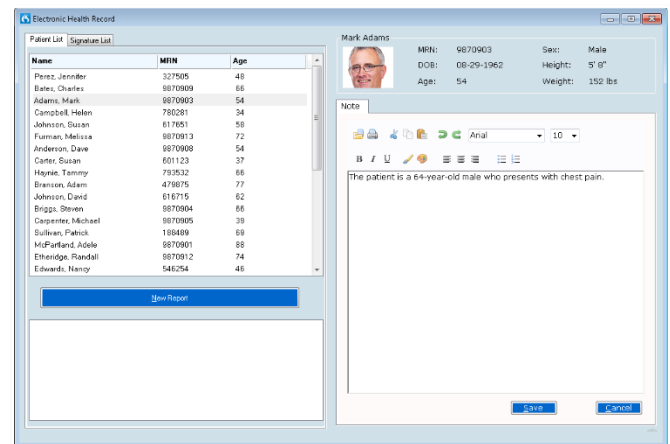 Electronic Health Record
Patient List Signature List
Name MRN Age
Perez, Jennifer 327505 48
Bates, Charles 9870909 66
Adams, Mark 9870903 54
Campbell, Helen 780281 34
Johnson, Susan 617651 58
Furman, Melissa 9870913 72
Anderson, Dave 9870908 54
Carter, Susan 601123 37
Haynie, Tammy 793532 66
Branson, Adam 479875 77
Johnson, David 616715 62
Briggs, Steven 9870904 66
Carpenter, Michael 9870905 39
Sullivan, Patrick 188489 69
McPartland, Adele 9870901 88
Etheridge, Randall 9870912 74
Edwards, Nancy 546254 46
New Report
Mark Adams
MRN: 9870903 Sex: Male
DOB: 08-29-1962 Height: 5' 8"
Age: 54 Weight: 152 lbs
Note
Arial 10
B I U
The patient is a 64-year-old male who presents with chest pain.
Save Cancel